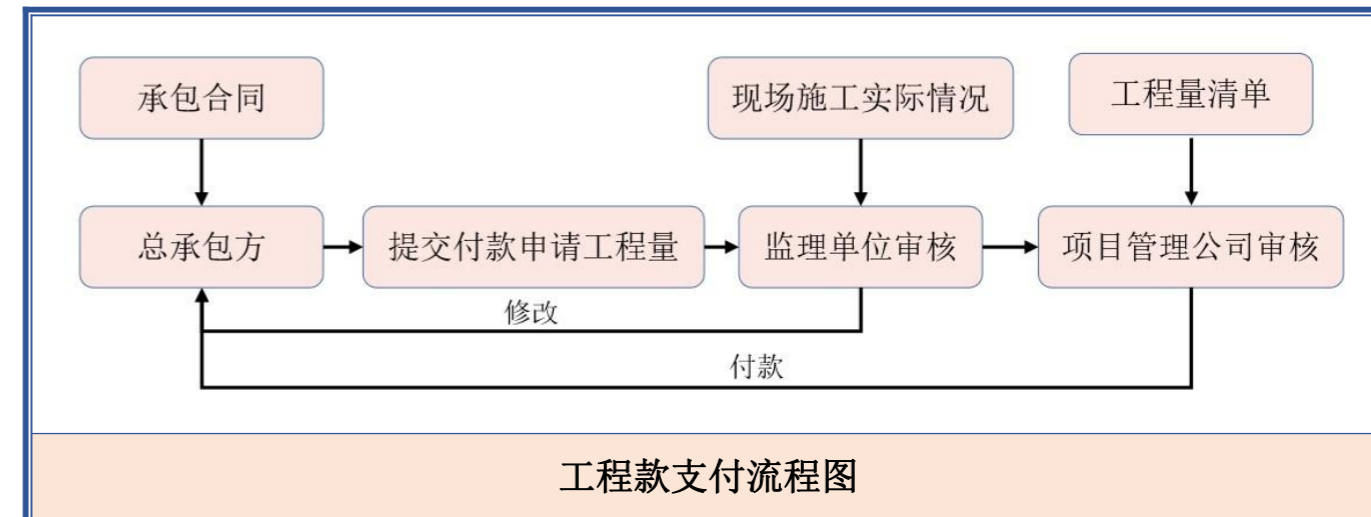 承包合同
现场施工实际情况
工程量清单
总承包方
提交付款申请工程量
监理单位审核
项目管理公司审核
修改
付款
工程款支付流程图